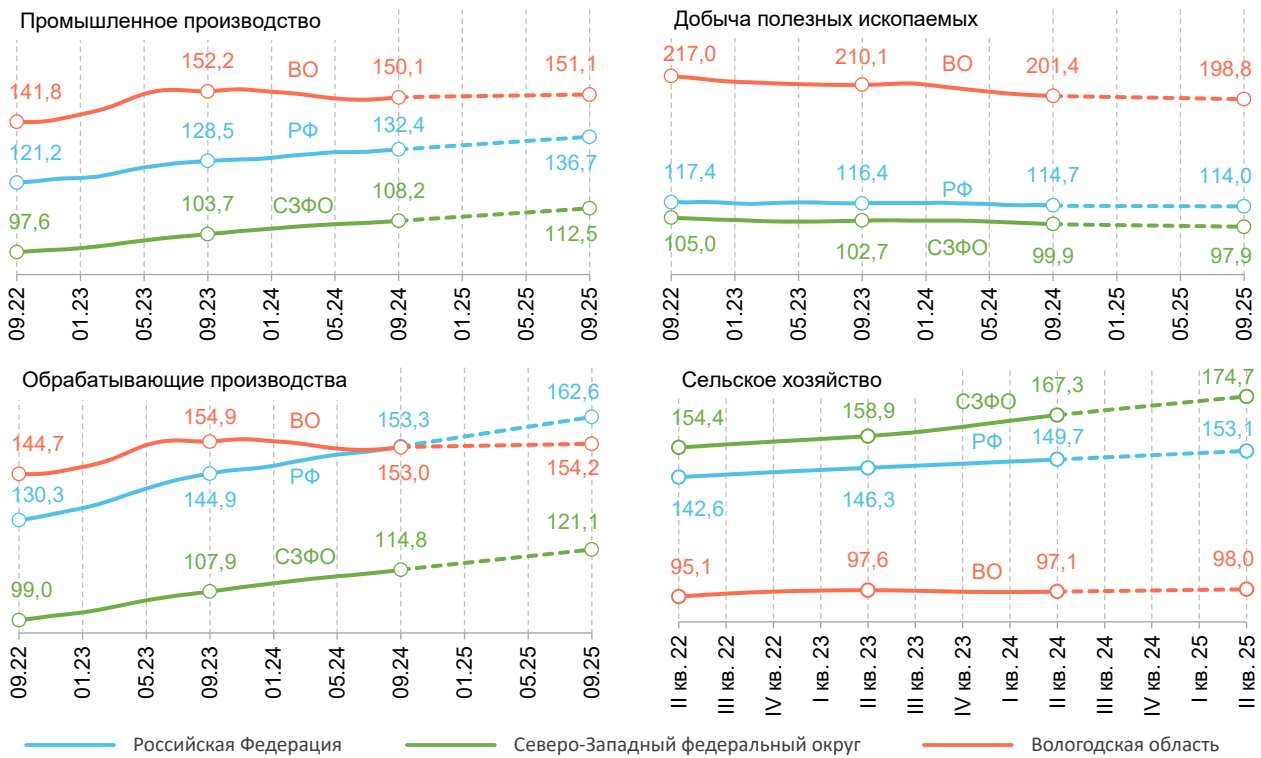 Промышленное производство
152,2
ВО
150,1
151,1
141,8
128,5
РФ
132,4
121,2
136,7
103,7
СЗФО
108,2
97,6
112,5
09.22
01.23
05.23
09.23
01.24
05.24
09.24
01.25
05.25
09.25
Добыча полезных ископаемых
217,0
210,1
ВО
201,4
198,8
117,4
116,4
РФ
114,7
114,0
105,0
102,7
СЗФО
99,9
97,9
09.22
01.23
05.23
09.23
01.24
05.24
09.24
01.25
05.25
09.25
Обрабатывающие производства
162,6
154,9
ВО
153,3
144,7
130,3
144,9
РФ
153,0
154,2
121,1
107,9
СЗФО
114,8
99,0
09.22
01.23
05.23
09.23
01.24
05.24
09.24
01.25
05.25
09.25
Сельское хозяйство
174,7
167,3
154,4
158,9
СЗФО
РФ
149,7
153,1
142,6
146,3
95,1
97,6
ВО
97,1
98,0
II кв. 22
III кв. 22
IV кв. 22
I кв. 23
II кв. 23
III кв. 23
IV кв. 23
I кв. 24
II кв. 24
III кв. 24
IV кв. 24
I кв. 25
II кв. 25
Российская Федерация
Северо-Западный федеральный округ
Вологодская область